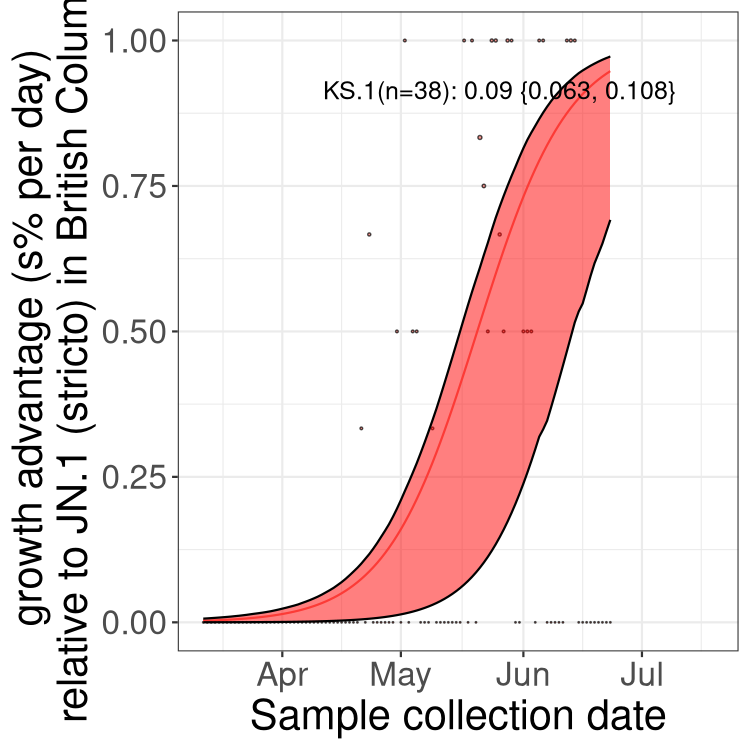 growth advantage (s% per day)
relative to JN.1 (stricto) in British Colum
1.00
0.75
0.50
0.25
0.00
KS.1(n=38): 0.09 {0.063, 0.108}
Apr May Jun Jul
Sample collection date